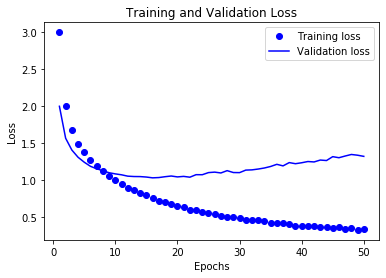 Training and Validation Loss
Training loss
Validation loss
Loss
3.0
2.5
2.0
1.5
1.0
0.5
0 10 20 30 40 50
Epochs